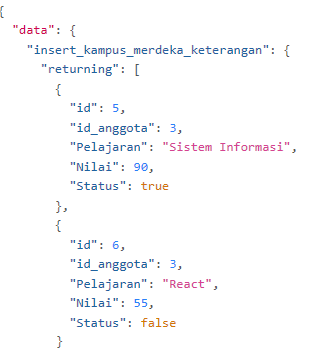 {
  "data": {
    "insert_kampus_merdeka_keterangan": {
      "returning": [
        {
          "id": 5,
          "id_anggota": 3,
          "Pelajaran": "Sistem Informasi",
          "Nilai": 90,
          "Status": true
        },
        {
          "id": 6,
          "id_anggota": 3,
          "Pelajaran": "React",
          "Nilai": 55,
          "Status": false
        }